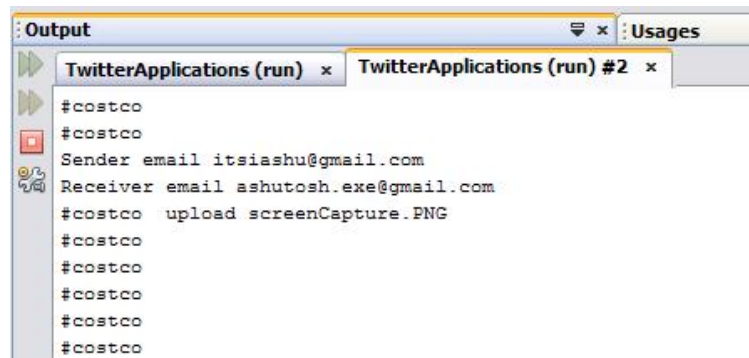 Output
Usages
TwitterApplications (run) x TwitterApplications (run) #2 x
#costco
#costco
Sender email itsiashu@gmail.com
Receiver email ashutosh.exe@gmail.com
#costco  upload screenCapture.PNG
#costco
#costco
#costco
#costco
#costco